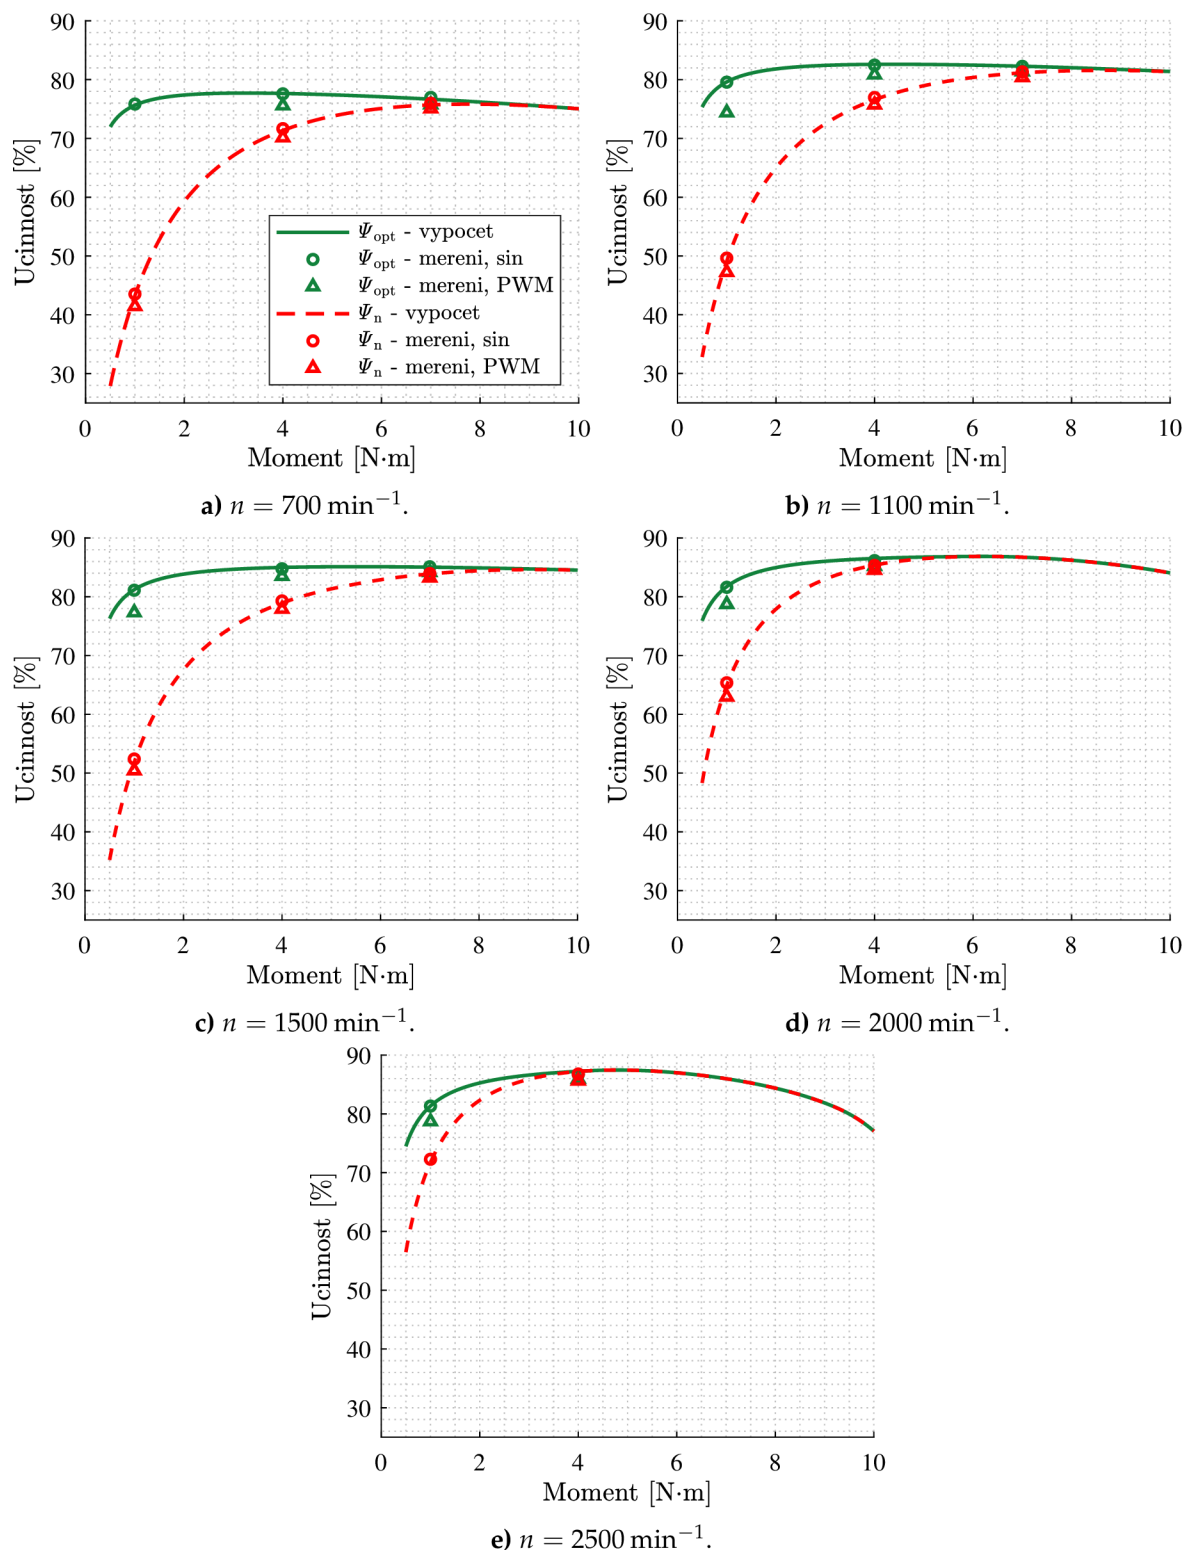 90
80
70
60
50
40
30
Ucinnost [%]
0 2 4 6 8 10
Moment [N·m]
Ψopt - vypocet
Ψopt - mereni, sin
Ψopt - mereni, PWM
Ψn - vypocet
Ψn - mereni, sin
Ψn - mereni, PWM
a) n = 700 min−1.
90
80
70
60
50
40
30
Ucinnost [%]
0 2 4 6 8 10
Moment [N·m]
b) n = 1100 min−1.
90
80
70
60
50
40
30
Ucinnost [%]
0 2 4 6 8 10
Moment [N·m]
c) n = 1500 min−1.
90
80
70
60
50
40
30
Ucinnost [%]
0 2 4 6 8 10
Moment [N·m]
d) n = 2000 min−1.
90
80
70
60
50
40
30
Ucinnost [%]
0 2 4 6 8 10
Moment [N·m]
e) n = 2500 min−1.